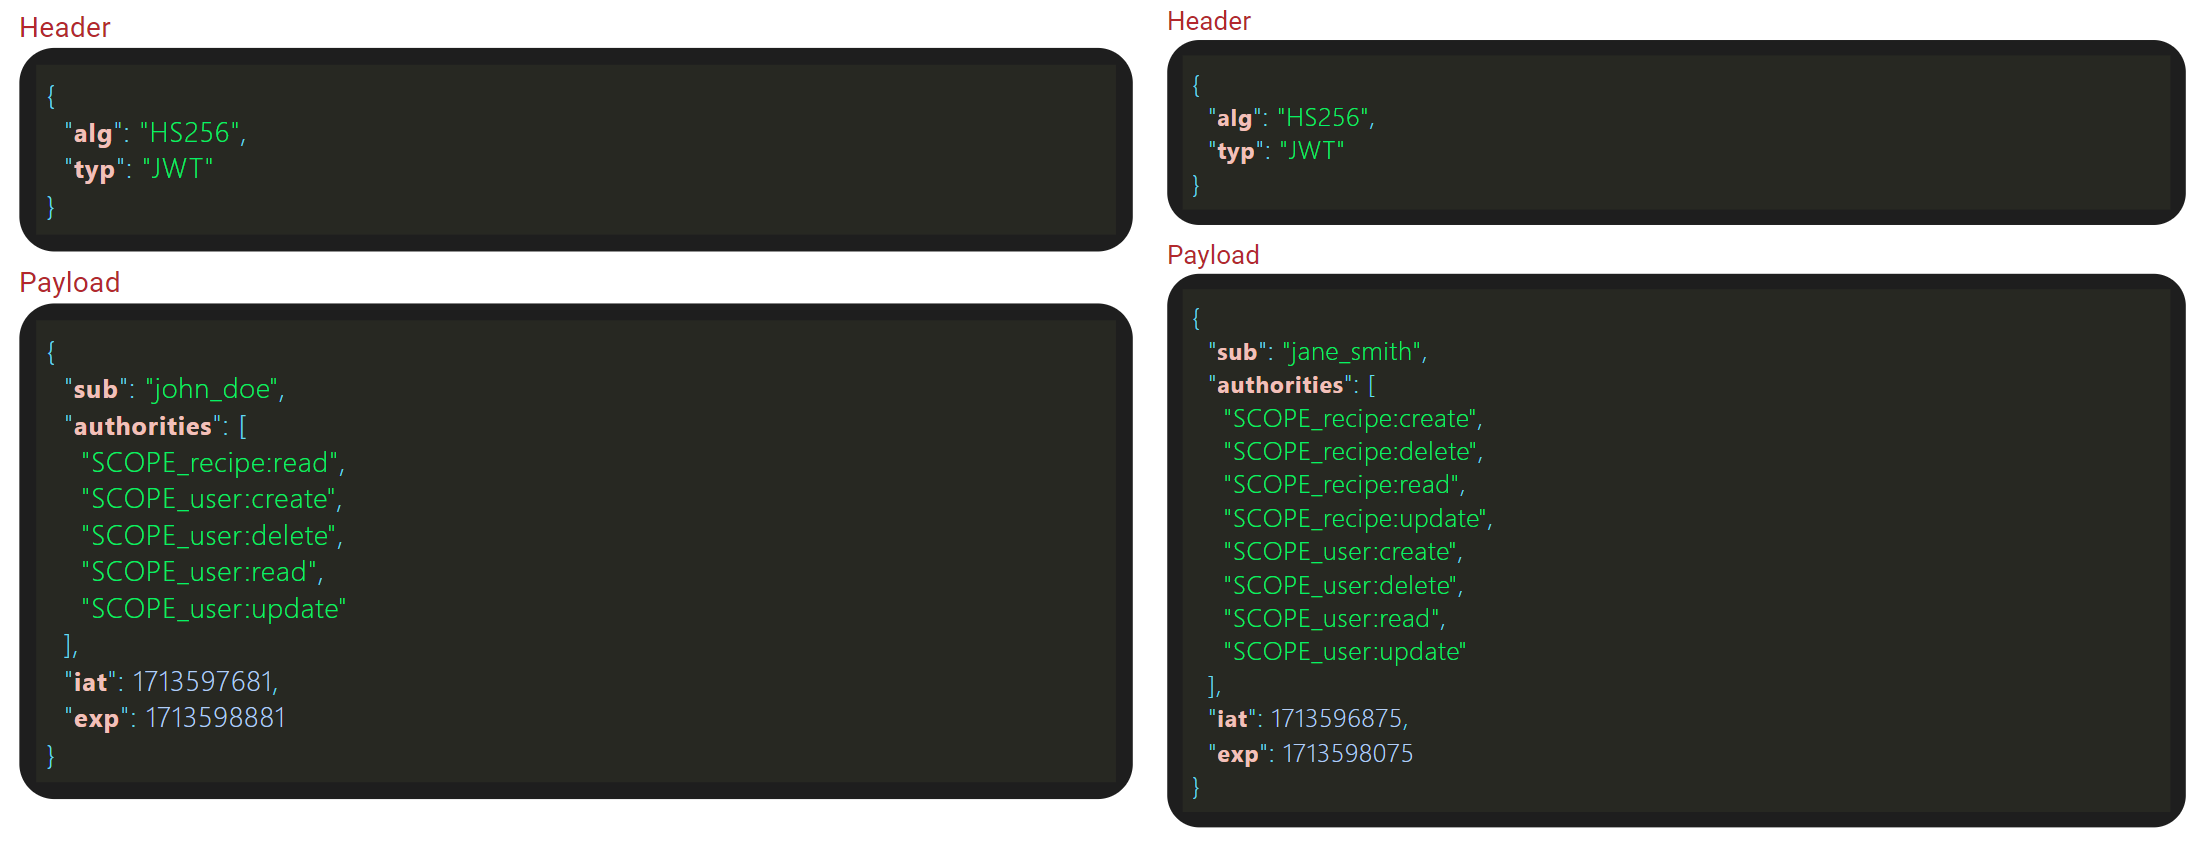 Header
{
"alg": "HS256",
"typ": "JWT"
}
Payload
{
"sub": "john_doe",
"authorities": [
"SCOPE_recipe:read",
"SCOPE_user:create",
"SCOPE_user:delete",
"SCOPE_user:read",
"SCOPE_user:update"
],
"iat": 1713597681,
"exp": 1713598881
}
Header
{
"alg": "HS256",
"typ": "JWT"
}
Payload
{
"sub": "jane_smith",
"authorities": [
"SCOPE_recipe:create",
"SCOPE_recipe:delete",
"SCOPE_recipe:read",
"SCOPE_recipe:update",
"SCOPE_user:create",
"SCOPE_user:delete",
"SCOPE_user:read",
"SCOPE_user:update"
],
"iat": 1713596875,
"exp": 1713598075
}